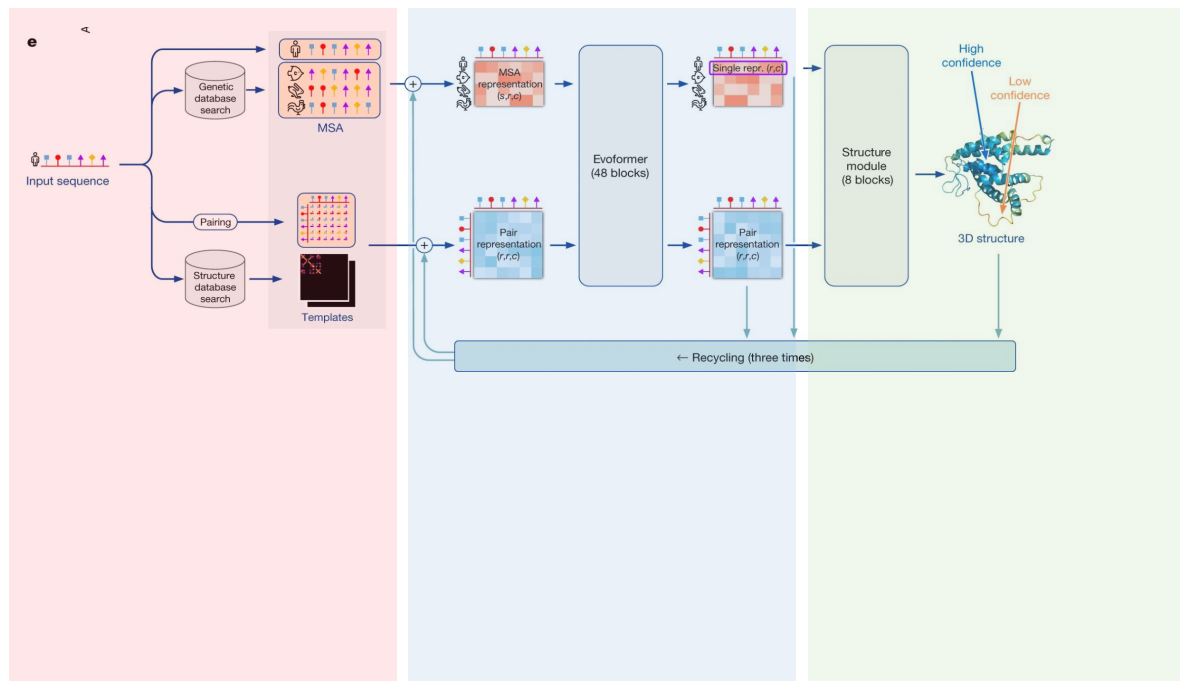 e
A
Input sequence
Genetic
database
search
MSA
Pairing
Structure
database
search
Templates
MSA
representation
(s,r,c)
Pair
representation
(r,r,c)
Evoformer
(48 blocks)
Single repr. (r,c)
Pair
representation
(r,r,c)
Structure
module
(8 blocks)
High
confidence
Low
confidence
3D structure
← Recycling (three times)